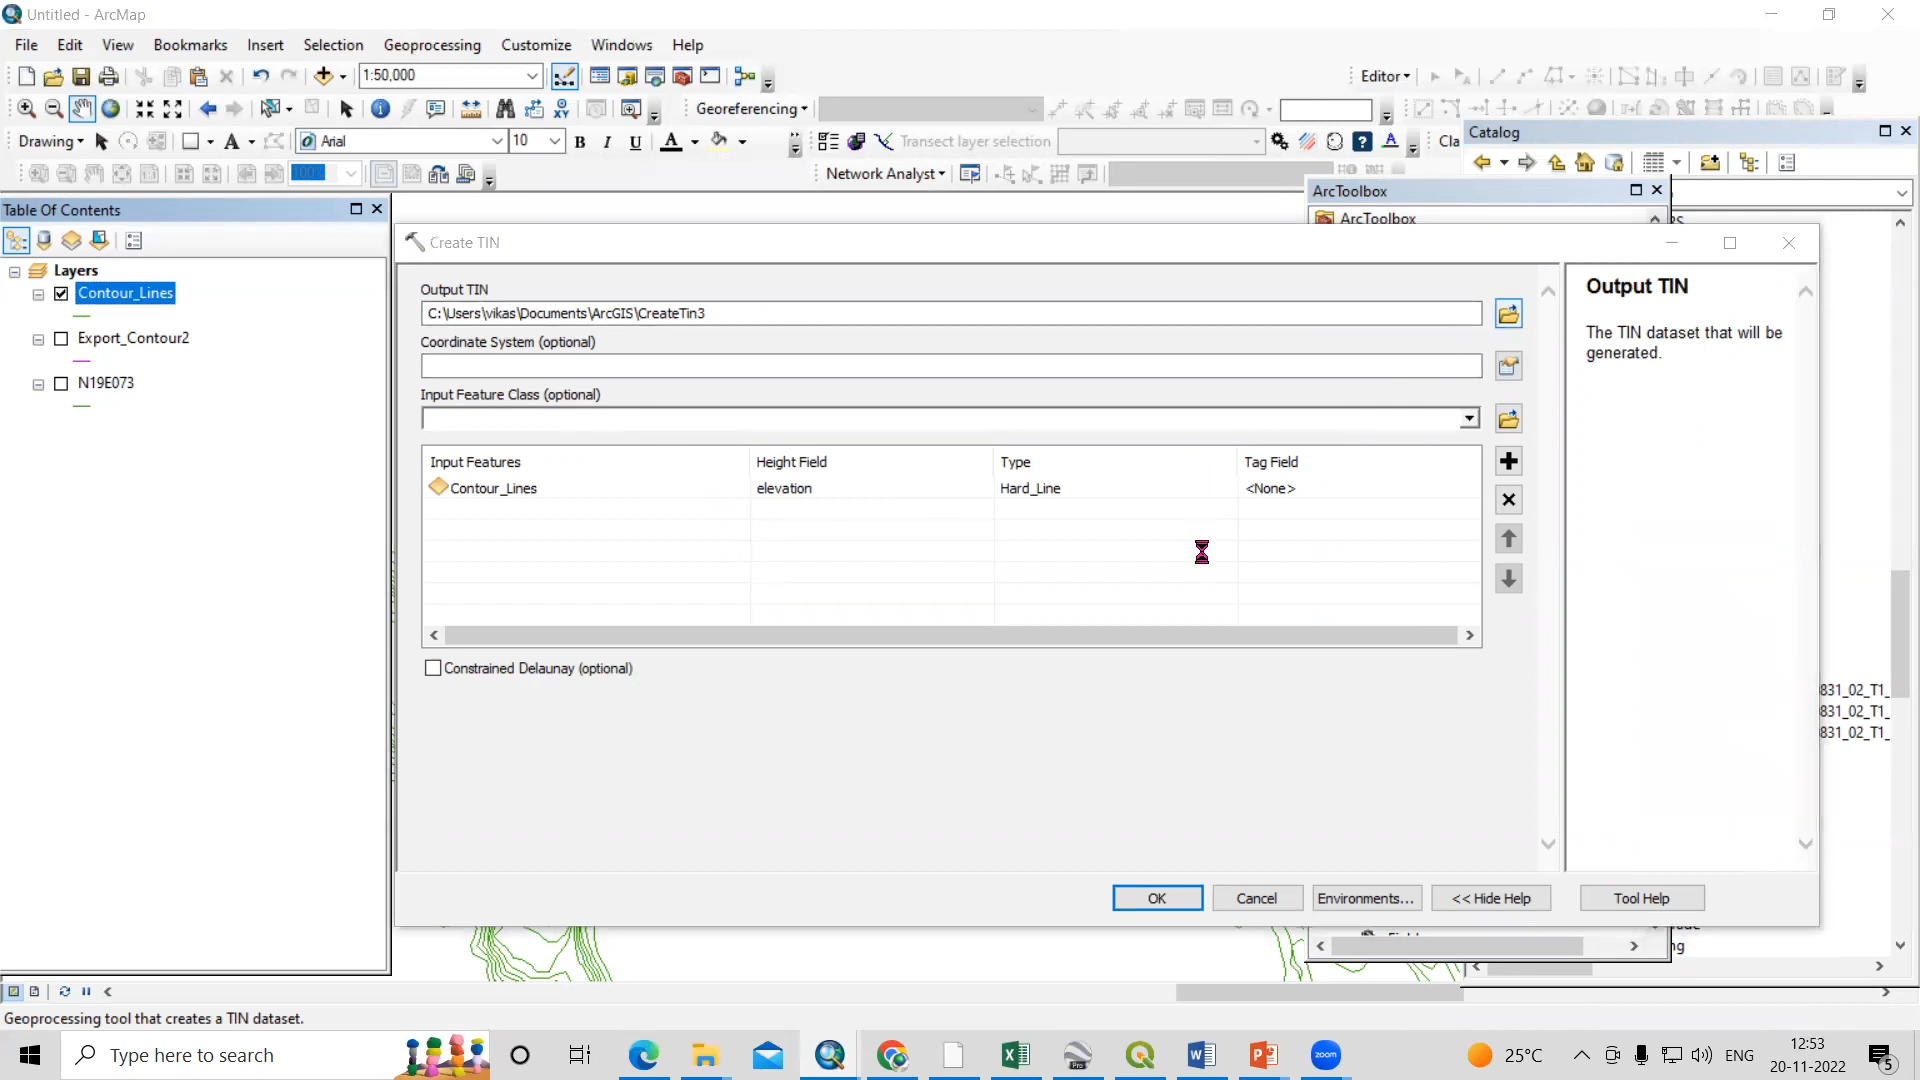 Untitled - ArcMap
File Edit View Bookmarks Insert Selection Geoprocessing Customize Windows Help
1:50,000
Editor
Georeferencing
Drawing Arial 10 B I U A
Transect layer selection
Catalog
100%
Network Analyst
ArcToolbox
ArcToolbox
Table Of Contents
Layers
Contour_Lines
Export_Contour2
N19E073
Create TIN
Output TIN
C:\Users\vikas\Documents\ArcGIS\CreateTin3
Coordinate System (optional)
Input Feature Class (optional)
Input Features Height Field Type Tag Field
Contour_Lines elevation Hard_Line <None>
Constrained Delaunay (optional)
Output TIN
The TIN dataset that will be
generated.
831_02_T1_
831_02_T1_
831_02_T1_
OK Cancel Environments... << Hide Help Tool Help
Geoprocessing tool that creates a TIN dataset.
Type here to search
zoom
25°C
ENG
12:53
20-11-2022
5